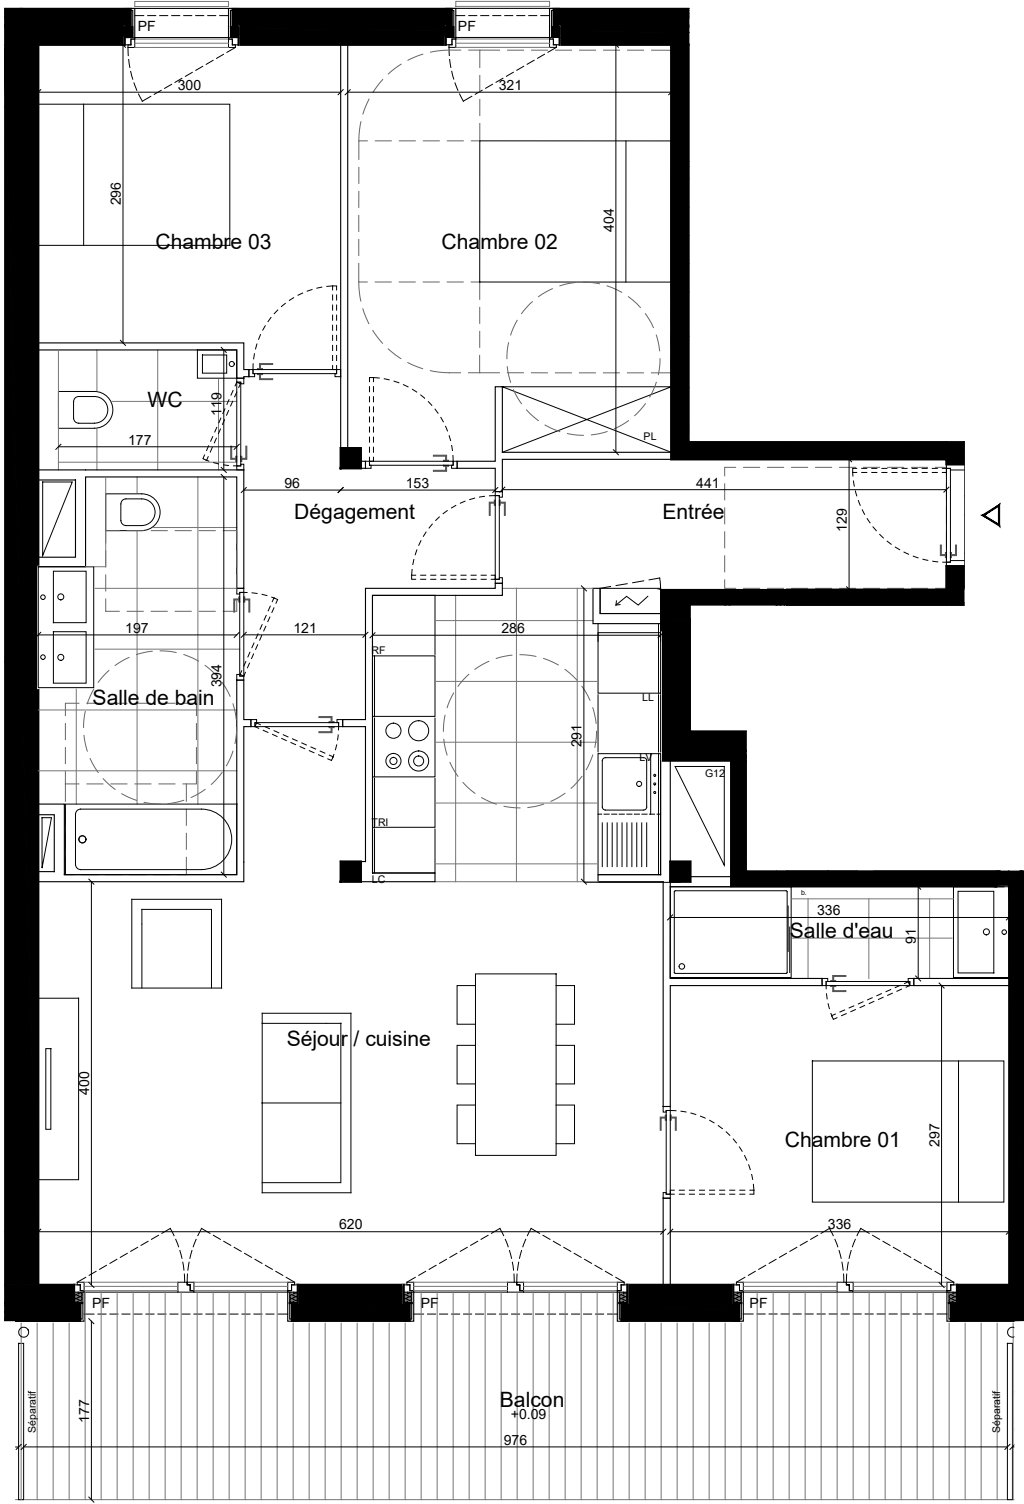 PF
PF
300
321
296
404
Chambre 03
Chambre 02
WC
119
177
PL
96
153
441
Dégagement
Entrée
129
197
121
286
RF
394
Salle de bain
LL
291
LV
G12
TRI
LC
b.
336
Salle d'eau
91
Séjour / cuisine
400
Chambre 01
297
620
336
PF
PF
PF
Séparatif
177
Balcon
+0.09
Séparatif
976